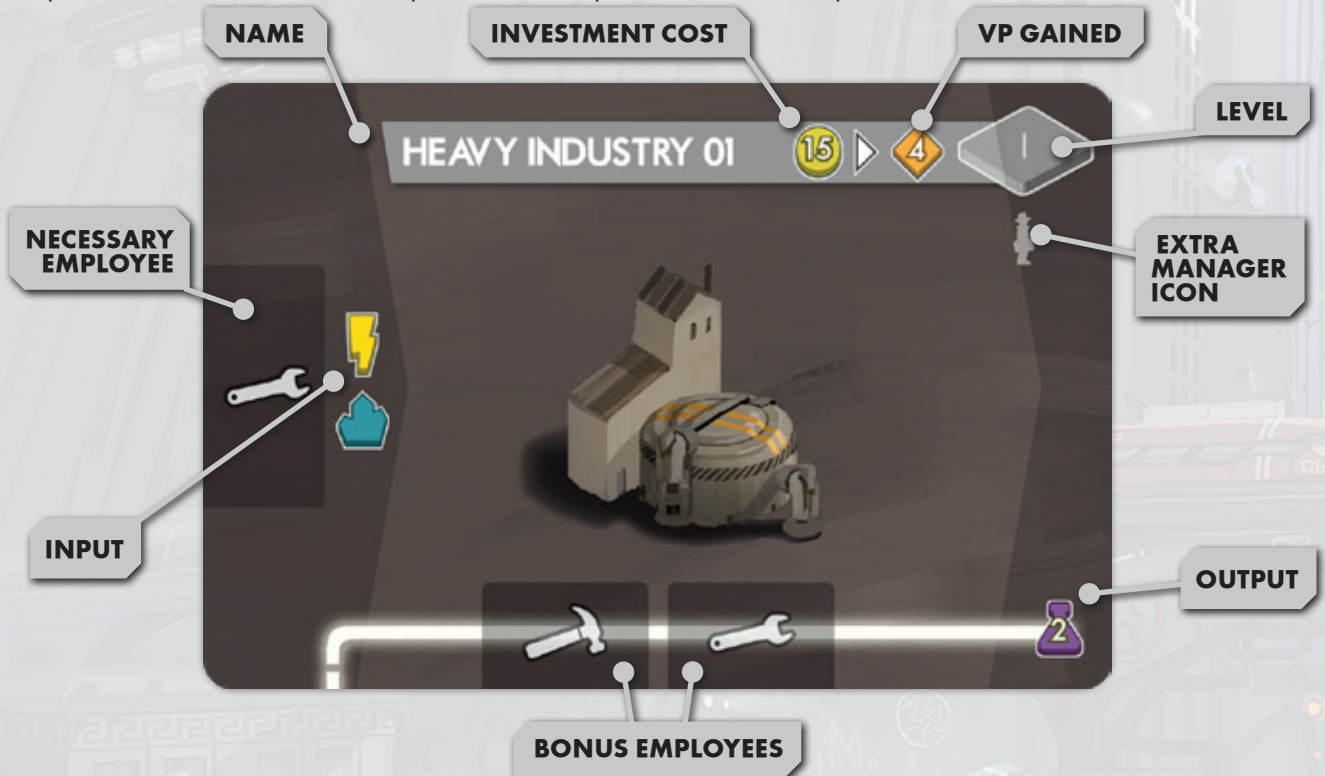 NAME
INVESTMENT COST
VP GAINED
LEVEL
HEAVY INDUSTRY 01 15 4 I
NECESSARY
EMPLOYEE
EXTRA
MANAGER
ICON
INPUT
OUTPUT
2
BONUS EMPLOYEES